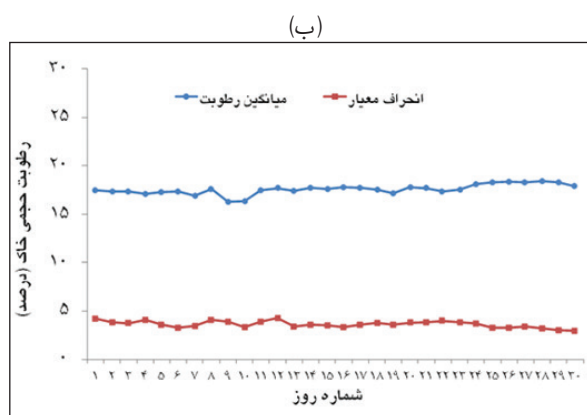 (ب)
میانگین رطوبت
انحراف معیار
رطوبت حجمی خاک (درصد)
۳۰
۲۵
۲۰
۱۵
۱۰
۵
۰
۱ ۲ ۳ ۴ ۵ ۶ ۷ ۸ ۹ ۱۰ ۱۱ ۱۲ ۱۳ ۱۴ ۱۵ ۱۶ ۱۷ ۱۸ ۱۹ ۲۰ ۲۱ ۲۲ ۲۳ ۲۴ ۲۵ ۲۶ ۲۷ ۲۸ ۲۹ ۳۰
شماره روز